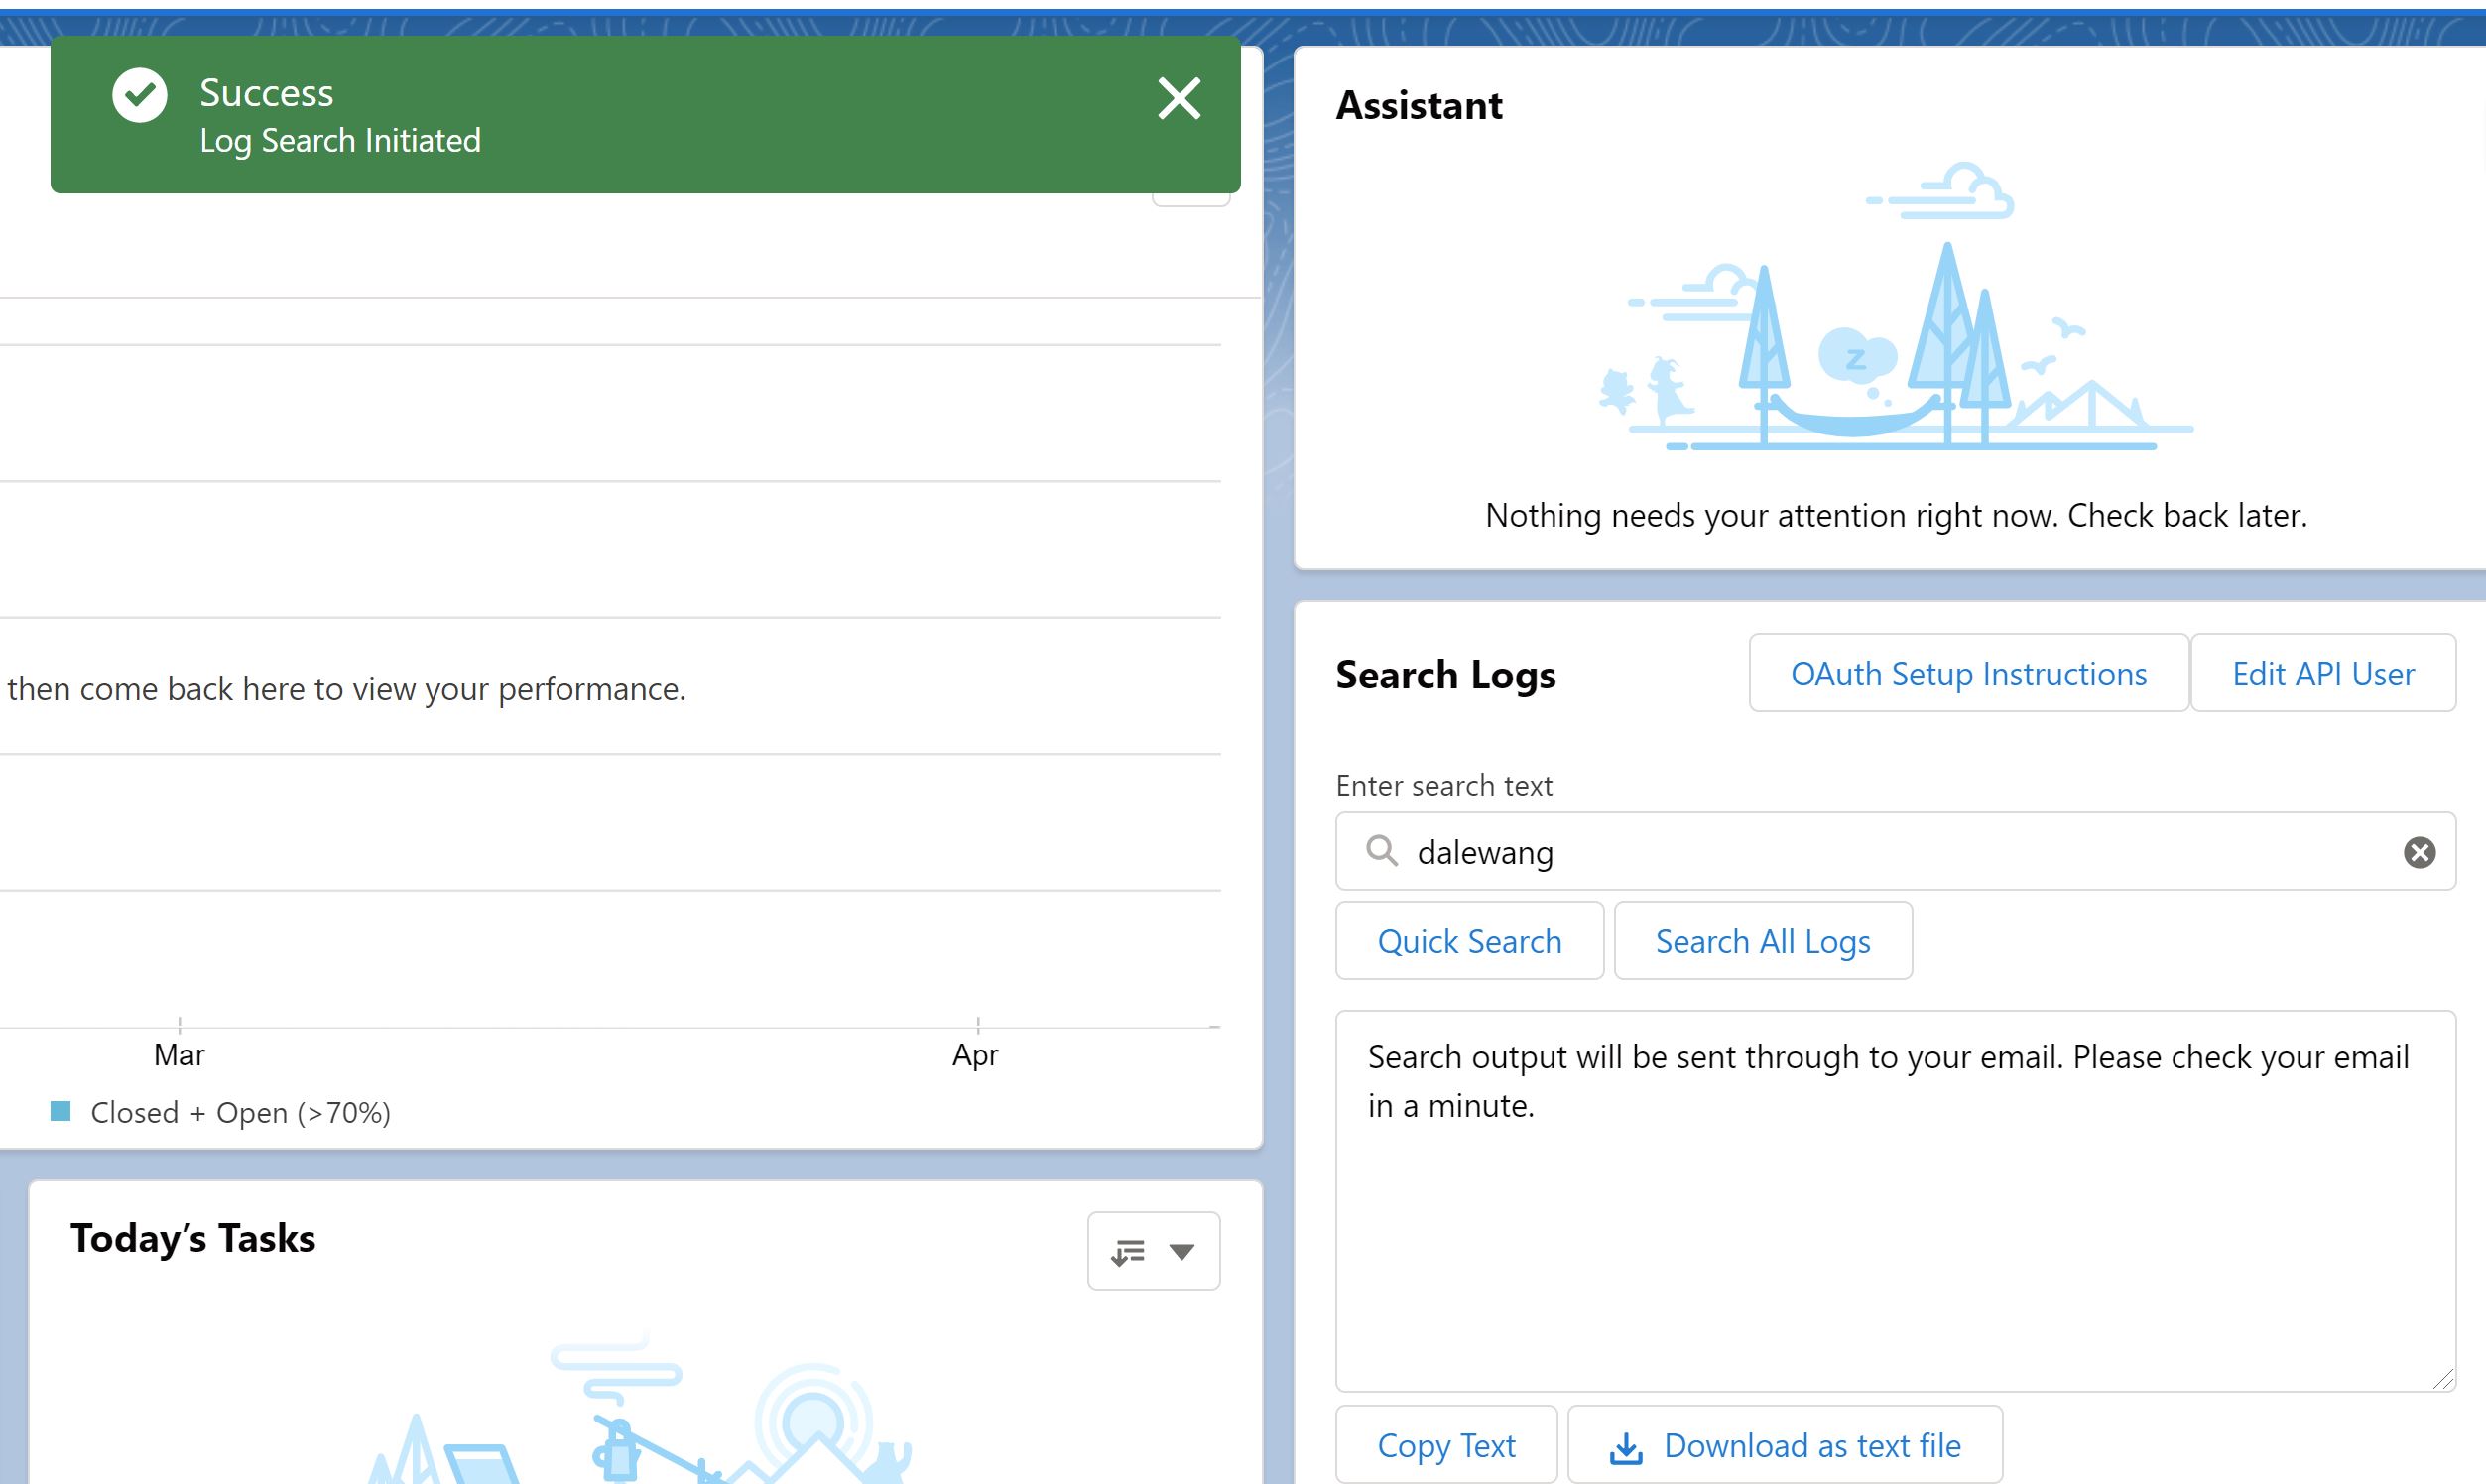 Success
Log Search Initiated
then come back here to view your performance.
Mar
Apr
Closed + Open (>70%)
Today’s Tasks
Assistant
z
Nothing needs your attention right now. Check back later.
Search Logs
OAuth Setup Instructions
Edit API User
Enter search text
dalewang
Quick Search
Search All Logs
Search output will be sent through to your email. Please check your email
in a minute.
Copy Text
Download as text file